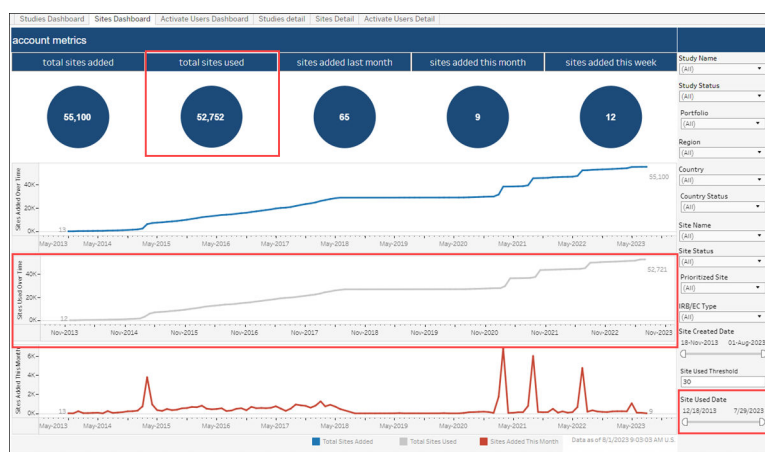 Studies Dashboard Sites Dashboard Activate Users Dashboard Studies detail Sites Detail Activate Users Detail
account metrics
total sites added total sites used sites added last month sites added this month sites added this week
55,100 52,752 65 9 12
Sites Added Over Time
40K
20K
0K
13
55,100
May-2013 May-2014 May-2015 May-2016 May-2017 May-2018 May-2019 May-2020 May-2021 May-2022 May-2023
Sites Used Over Time
40K
20K
0K
12
52,721
Nov-2013 Nov-2014 Nov-2015 Nov-2016 Nov-2017 Nov-2018 Nov-2019 Nov-2020 Nov-2021 Nov-2022 Nov-2023
Sites Added This Month
6K
4K
2K
0K
13
9
May-2013 May-2014 May-2015 May-2016 May-2017 May-2018 May-2019 May-2020 May-2021 May-2022 May-2023
Total Sites Added Total Sites Used Sites Added This Month Data as of 8/1/2023 9:03:03 AM U.S.
Study Name
(All)
Study Status
(All)
Portfolio
(All)
Region
(All)
Country
(All)
Country Status
(All)
Site Name
(All)
Site Status
(All)
Prioritized Site
(All)
IRB/EC Type
(All)
Site Created Date
18-Nov-2013 01-Aug-2023
Site Used Threshold
30
Site Used Date
12/18/2013 7/29/2023